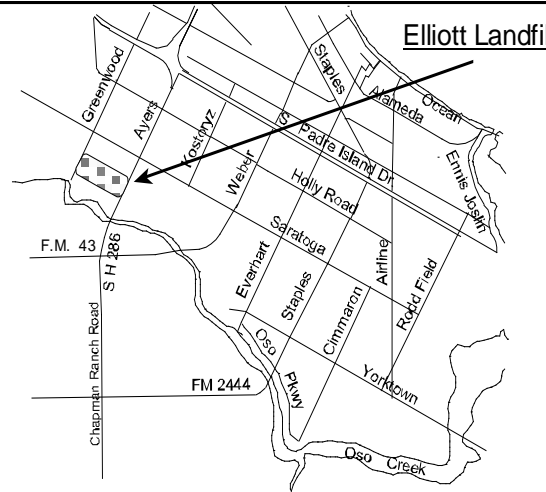 Elliott Landfi
Staples
Ocean
Greenwood
Alameda
Ayers
Kostoryz
S Padre Island Dr.
Ennis Joslin
Weber
Holly Road
Saratoga
F.M. 43
S H 286
Everhart
Staples
Airline
Rodd Field
Cimmaron
Chapman Ranch Road
Oso Pkwy
FM 2444
Yorktown
Oso Creek